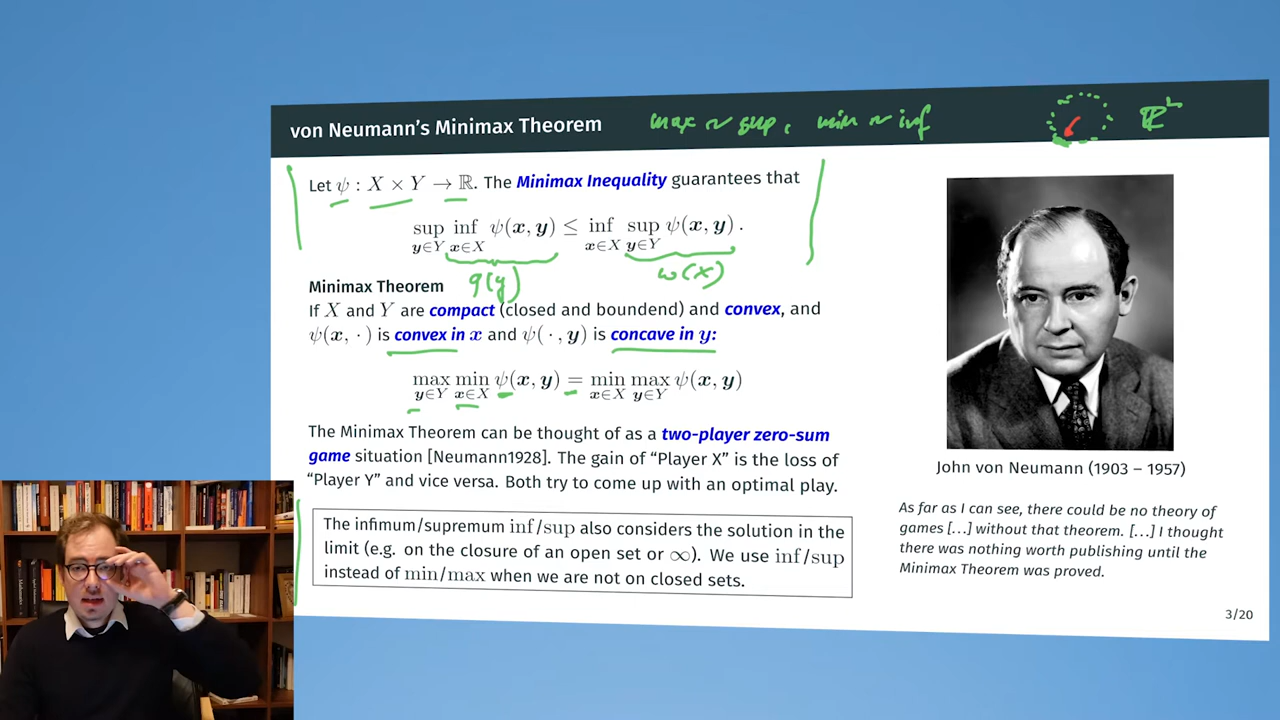 von Neumann's Minimax Theorem
max ~ sup, min ~ inf
ℝ²
Let ψ : X × Y → ℝ. The Minimax Inequality guarantees that
sup inf ψ(x, y) ≤ inf sup ψ(x, y) .
y∈Y x∈X x∈X y∈Y
q(y) w(x)
Minimax Theorem
If X and Y are compact (closed and boundend) and convex, and
ψ(x, ·) is convex in x and ψ(·, y) is concave in y:
max min ψ(x, y) = min max ψ(x, y)
y∈Y x∈X x∈X y∈Y
The Minimax Theorem can be thought of as a two-player zero-sum
game situation [Neumann1928]. The gain of “Player X” is the loss of
“Player Y” and vice versa. Both try to come up with an optimal play.
The infimum/supremum inf/sup also considers the solution in the
limit (e.g. on the closure of an open set or ∞). We use inf/sup
instead of min/max when we are not on closed sets.
John von Neumann (1903 – 1957)
As far as I can see, there could be no theory of
games [...] without that theorem. [...] I thought
there was nothing worth publishing until the
Minimax Theorem was proved.
3/20